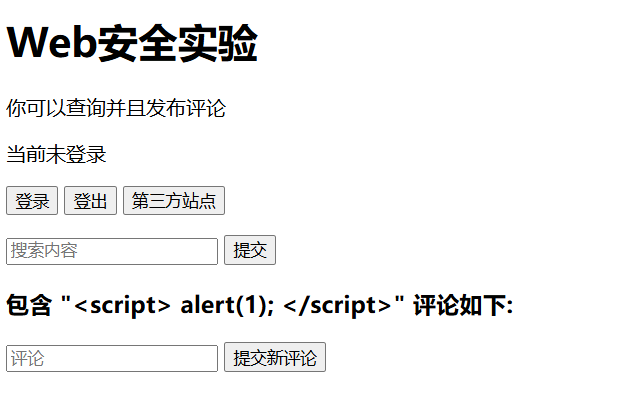 Web安全实验
你可以查询并且发布评论
当前未登录
登录 登出 第三方站点
搜索内容 提交
包含 "<script> alert(1); </script>" 评论如下:
评论 提交新评论